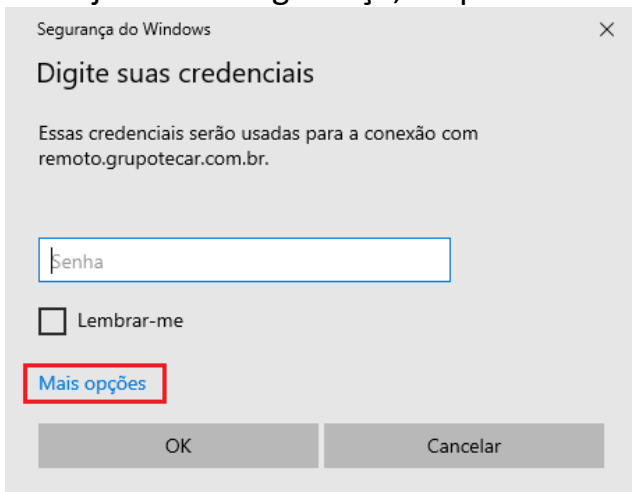 Segurança do Windows
Digite suas credenciais
Essas credenciais serão usadas para a conexão com
remoto.grupotecar.com.br.
Senha
Lembrar-me
Mais opções
OK
Cancelar